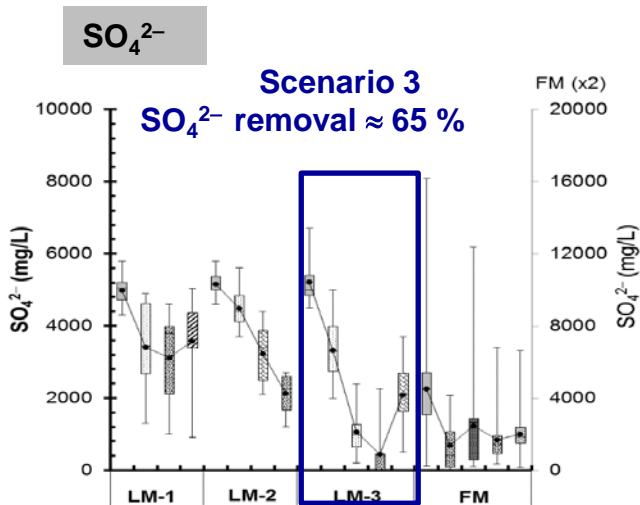 SO₄²⁻
Scenario 3
SO₄²⁻ removal ≈ 65 %
FM (x2)
10000
8000
6000
4000
2000
0
SO₄²⁻ (mg/L)
20000
16000
12000
8000
4000
0
SO₄²⁻ (mg/L)
LM-1 LM-2 LM-3 FM